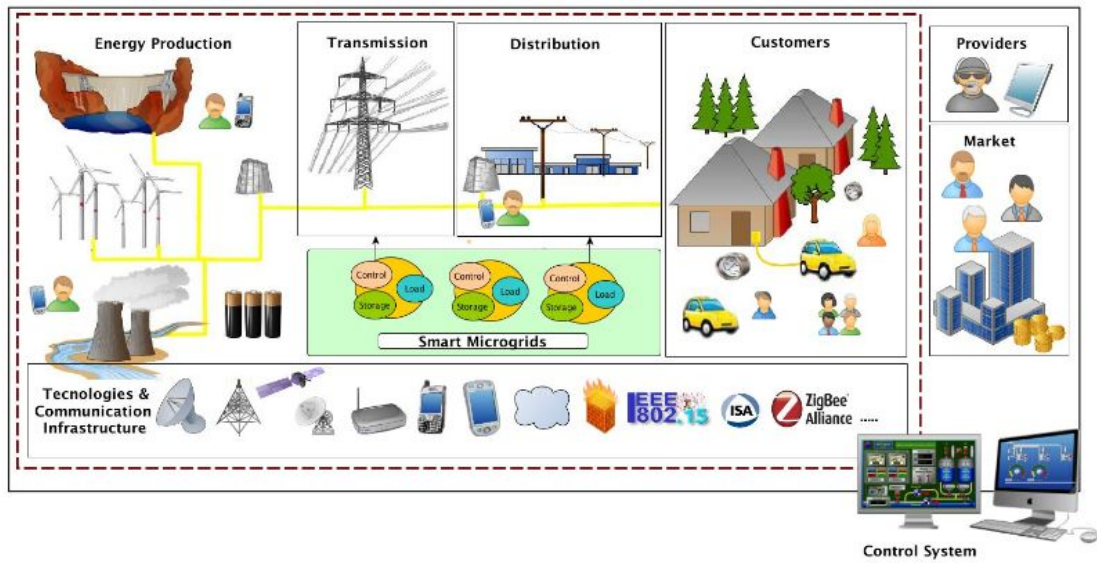 Energy Production
Transmission
Distribution
Customers
Providers
Market
Control
Load
Storage
Control
Load
Storage
Control
Load
Storage
Smart Microgrids
Tecnologies &
Communication
Infrastructure
IEEE
802.15
ISA
ZigBee
Alliance
.....
Control System